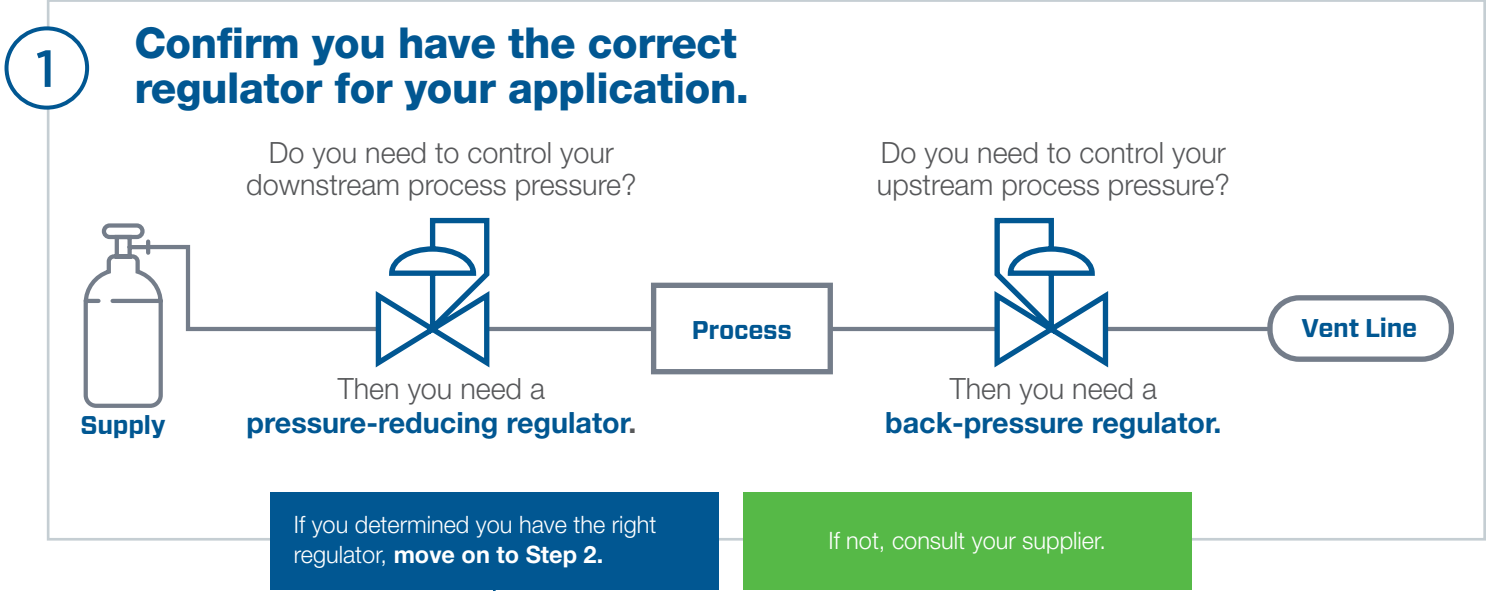 1
Confirm you have the correct
regulator for your application.
Do you need to control your
downstream process pressure?
Do you need to control your
upstream process pressure?
Supply
Process
Vent Line
Then you need a
pressure-reducing regulator.
Then you need a
back-pressure regulator.
If you determined you have the right
regulator, move on to Step 2.
If not, consult your supplier.